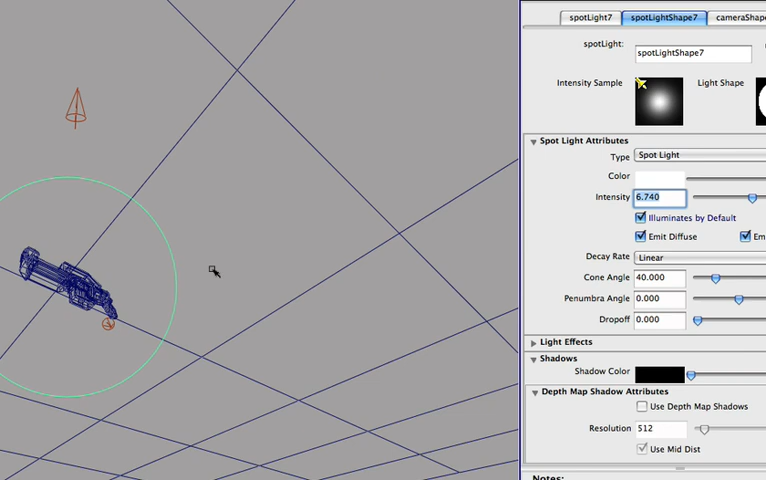 spotLight7 spotLightShape7 cameraShap
spotLight: spotLightShape7
Intensity Sample Light Shape
Spot Light Attributes
Type Spot Light
Color
Intensity 6.740
Illuminates by Default
Emit Diffuse Em
Decay Rate Linear
Cone Angle 40.000
Penumbra Angle 0.000
Dropoff 0.000
Light Effects
Shadows
Shadow Color
Depth Map Shadow Attributes
Use Depth Map Shadows
Resolution 512
Use Mid Dist
Notes: